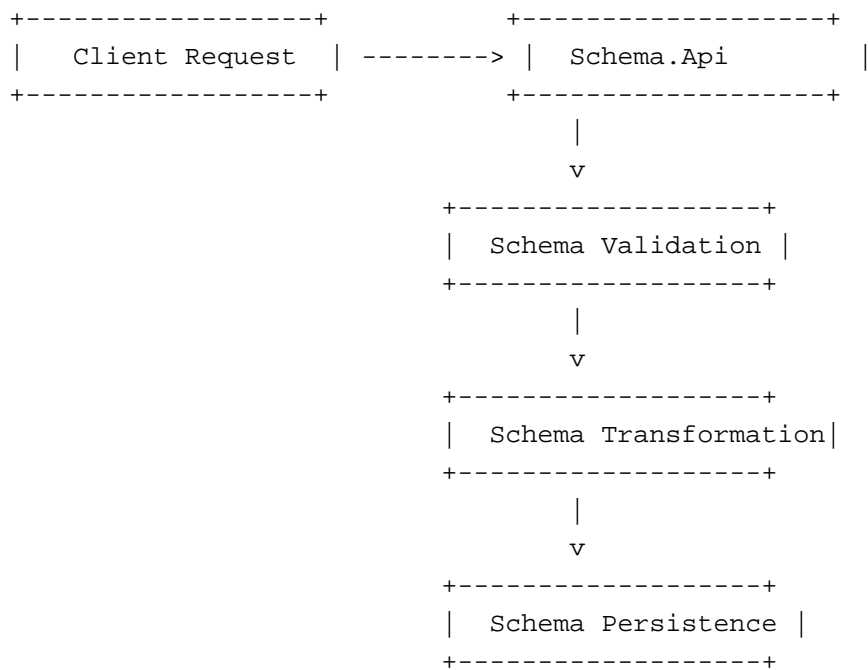 +------------------+           +-------------------+
|   Client Request  | --------> |  Schema.Api        |
+------------------+           +-------------------+
                                   |
                                   v
                           +-------------------+
                           |  Schema Validation |
                           +-------------------+
                                   |
                                   v
                           +-------------------+
                           |  Schema Transformation|
                           +-------------------+
                                   |
                                   v
                           +-------------------+
                           |  Schema Persistence |
                           +-------------------+